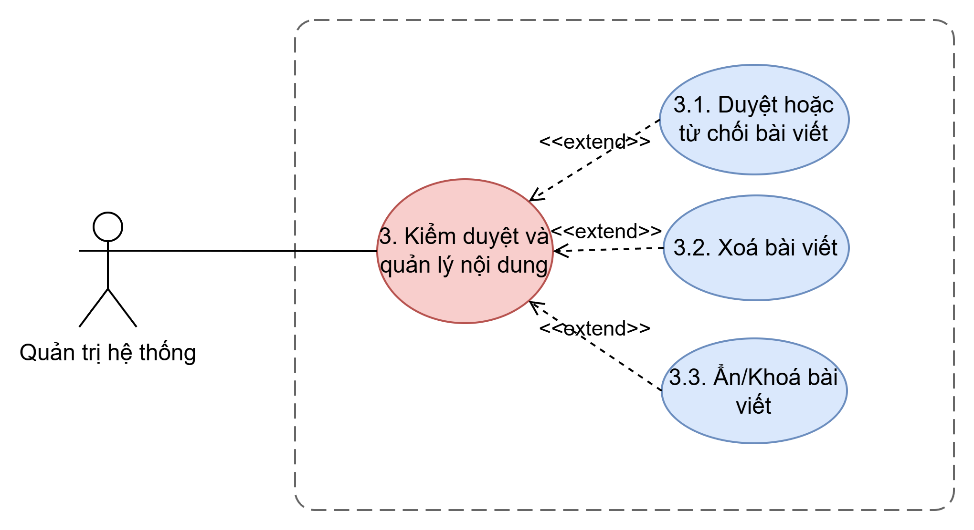 3.1. Duyệt hoặc
từ chối bài viết
<<extend>>
3. Kiểm duyệt và
quản lý nội dung
<<extend>>
3.2. Xoá bài viết
<<extend>>
3.3. Ẩn/Khoá bài
viết
Quản trị hệ thống